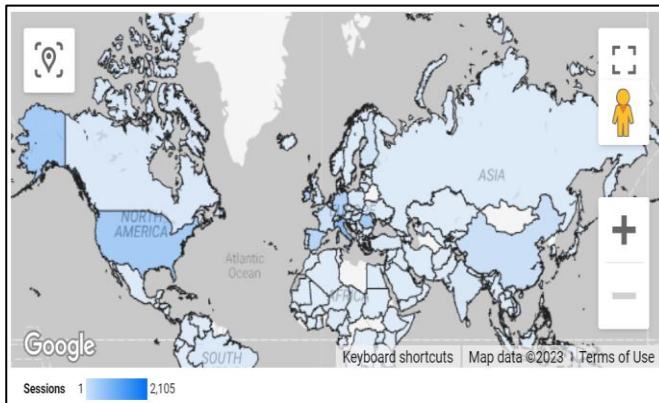 ASIA
NORTH
AMERICA
Atlantic
Ocean
AFRICA
SOUTH
Google
Keyboard shortcuts
Map data ©2023
Terms of Use
Sessions 1 2,105